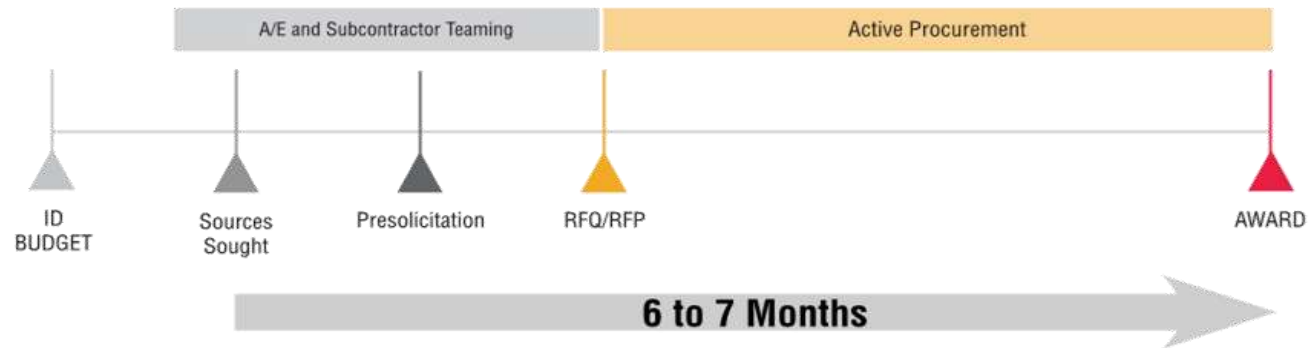 A/E and Subcontractor Teaming
Active Procurement
ID
BUDGET
Sources
Sought
Presolicitation
RFQ/RFP
AWARD
6 to 7 Months